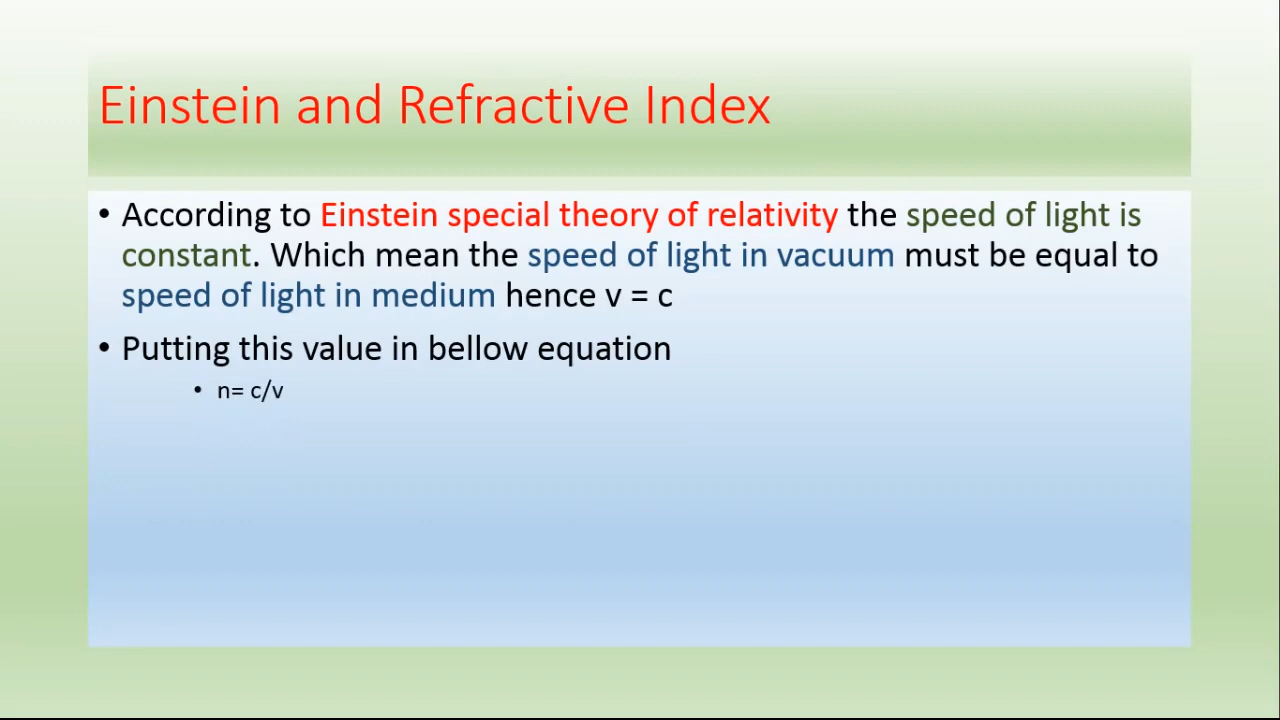 Einstein and Refractive Index
• According to Einstein special theory of relativity the speed of light is
constant. Which mean the speed of light in vacuum must be equal to
speed of light in medium hence v = c
• Putting this value in bellow equation
• n= c/v